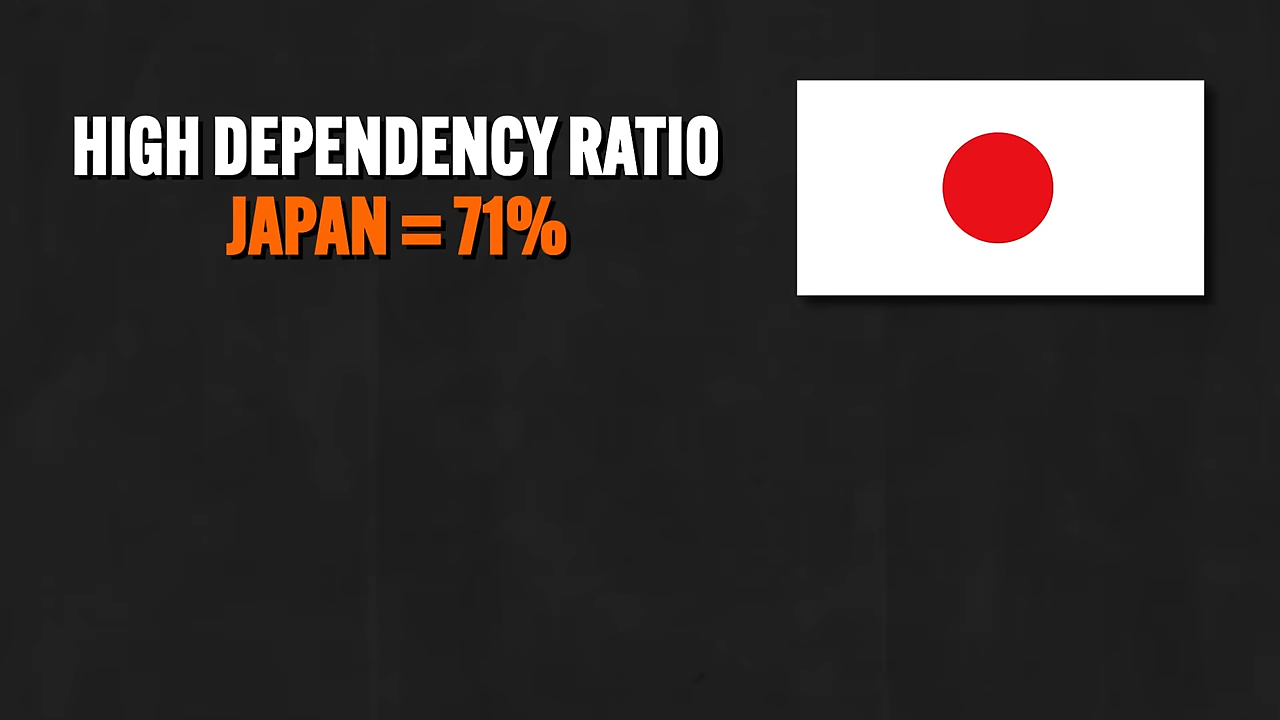 HIGH DEPENDENCY RATIO
JAPAN = 71%